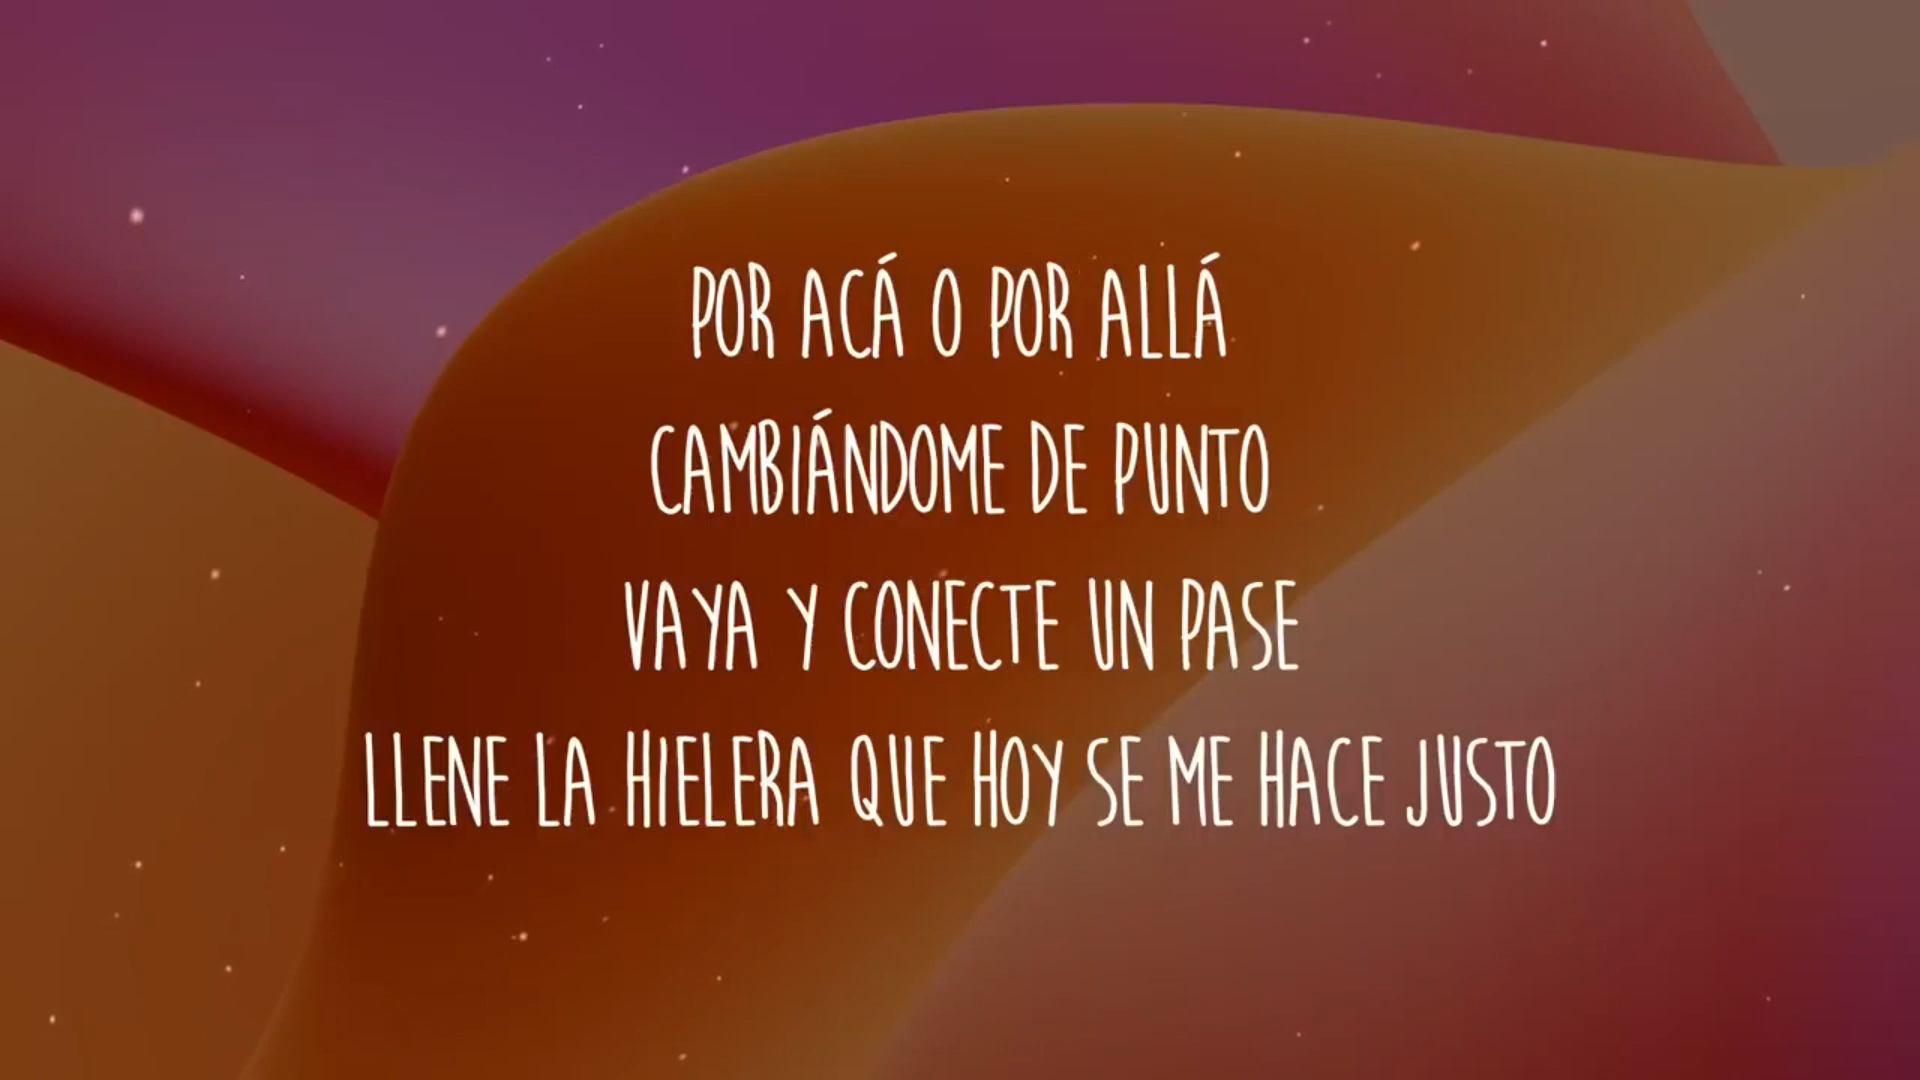 POR ACÁ O POR ALLÁ
CAMBIÁNDOME DE PUNTO
VAYA Y CONECTE UN PASE
LLENE LA HIELERA QUE HOY SE ME HACE JUSTO